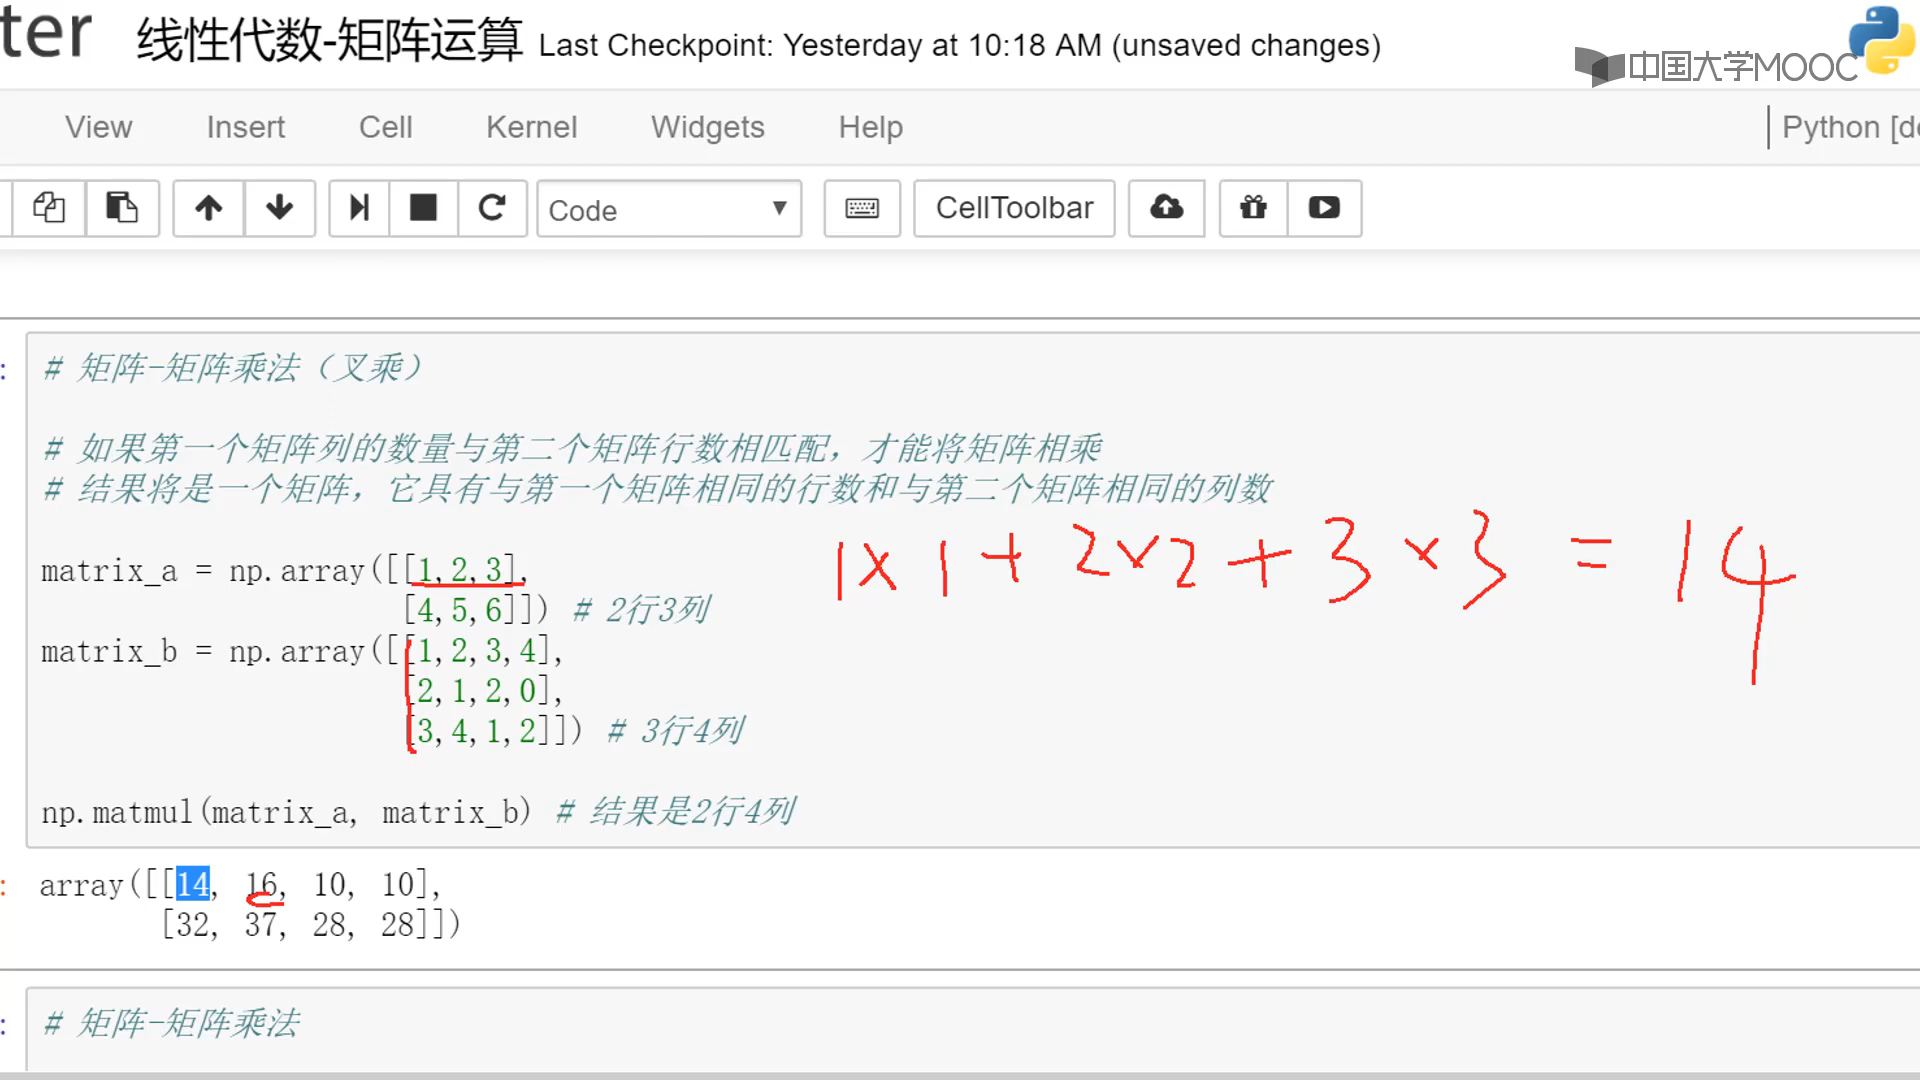 ter 线性代数-矩阵运算 Last Checkpoint: Yesterday at 10:18 AM (unsaved changes)
中国大学MOOC
View Insert Cell Kernel Widgets Help Python [de
Code CellToolbar
# 矩阵-矩阵乘法（叉乘）
# 如果第一个矩阵列的数量与第二个矩阵行数相匹配，才能将矩阵相乘
# 结果将是一个矩阵，它具有与第一个矩阵相同的行数和与第二个矩阵相同的列数
1×1+2×2+3×3=14
matrix_a = np.array([[1,2,3],
[4,5,6]]) # 2行3列
matrix_b = np.array([[1,2,3,4],
[2,1,2,0],
[3,4,1,2]]) # 3行4列
np.matmul(matrix_a, matrix_b) # 结果是2行4列
array([[14, 16, 10, 10],
[32, 37, 28, 28]])
# 矩阵-矩阵乘法